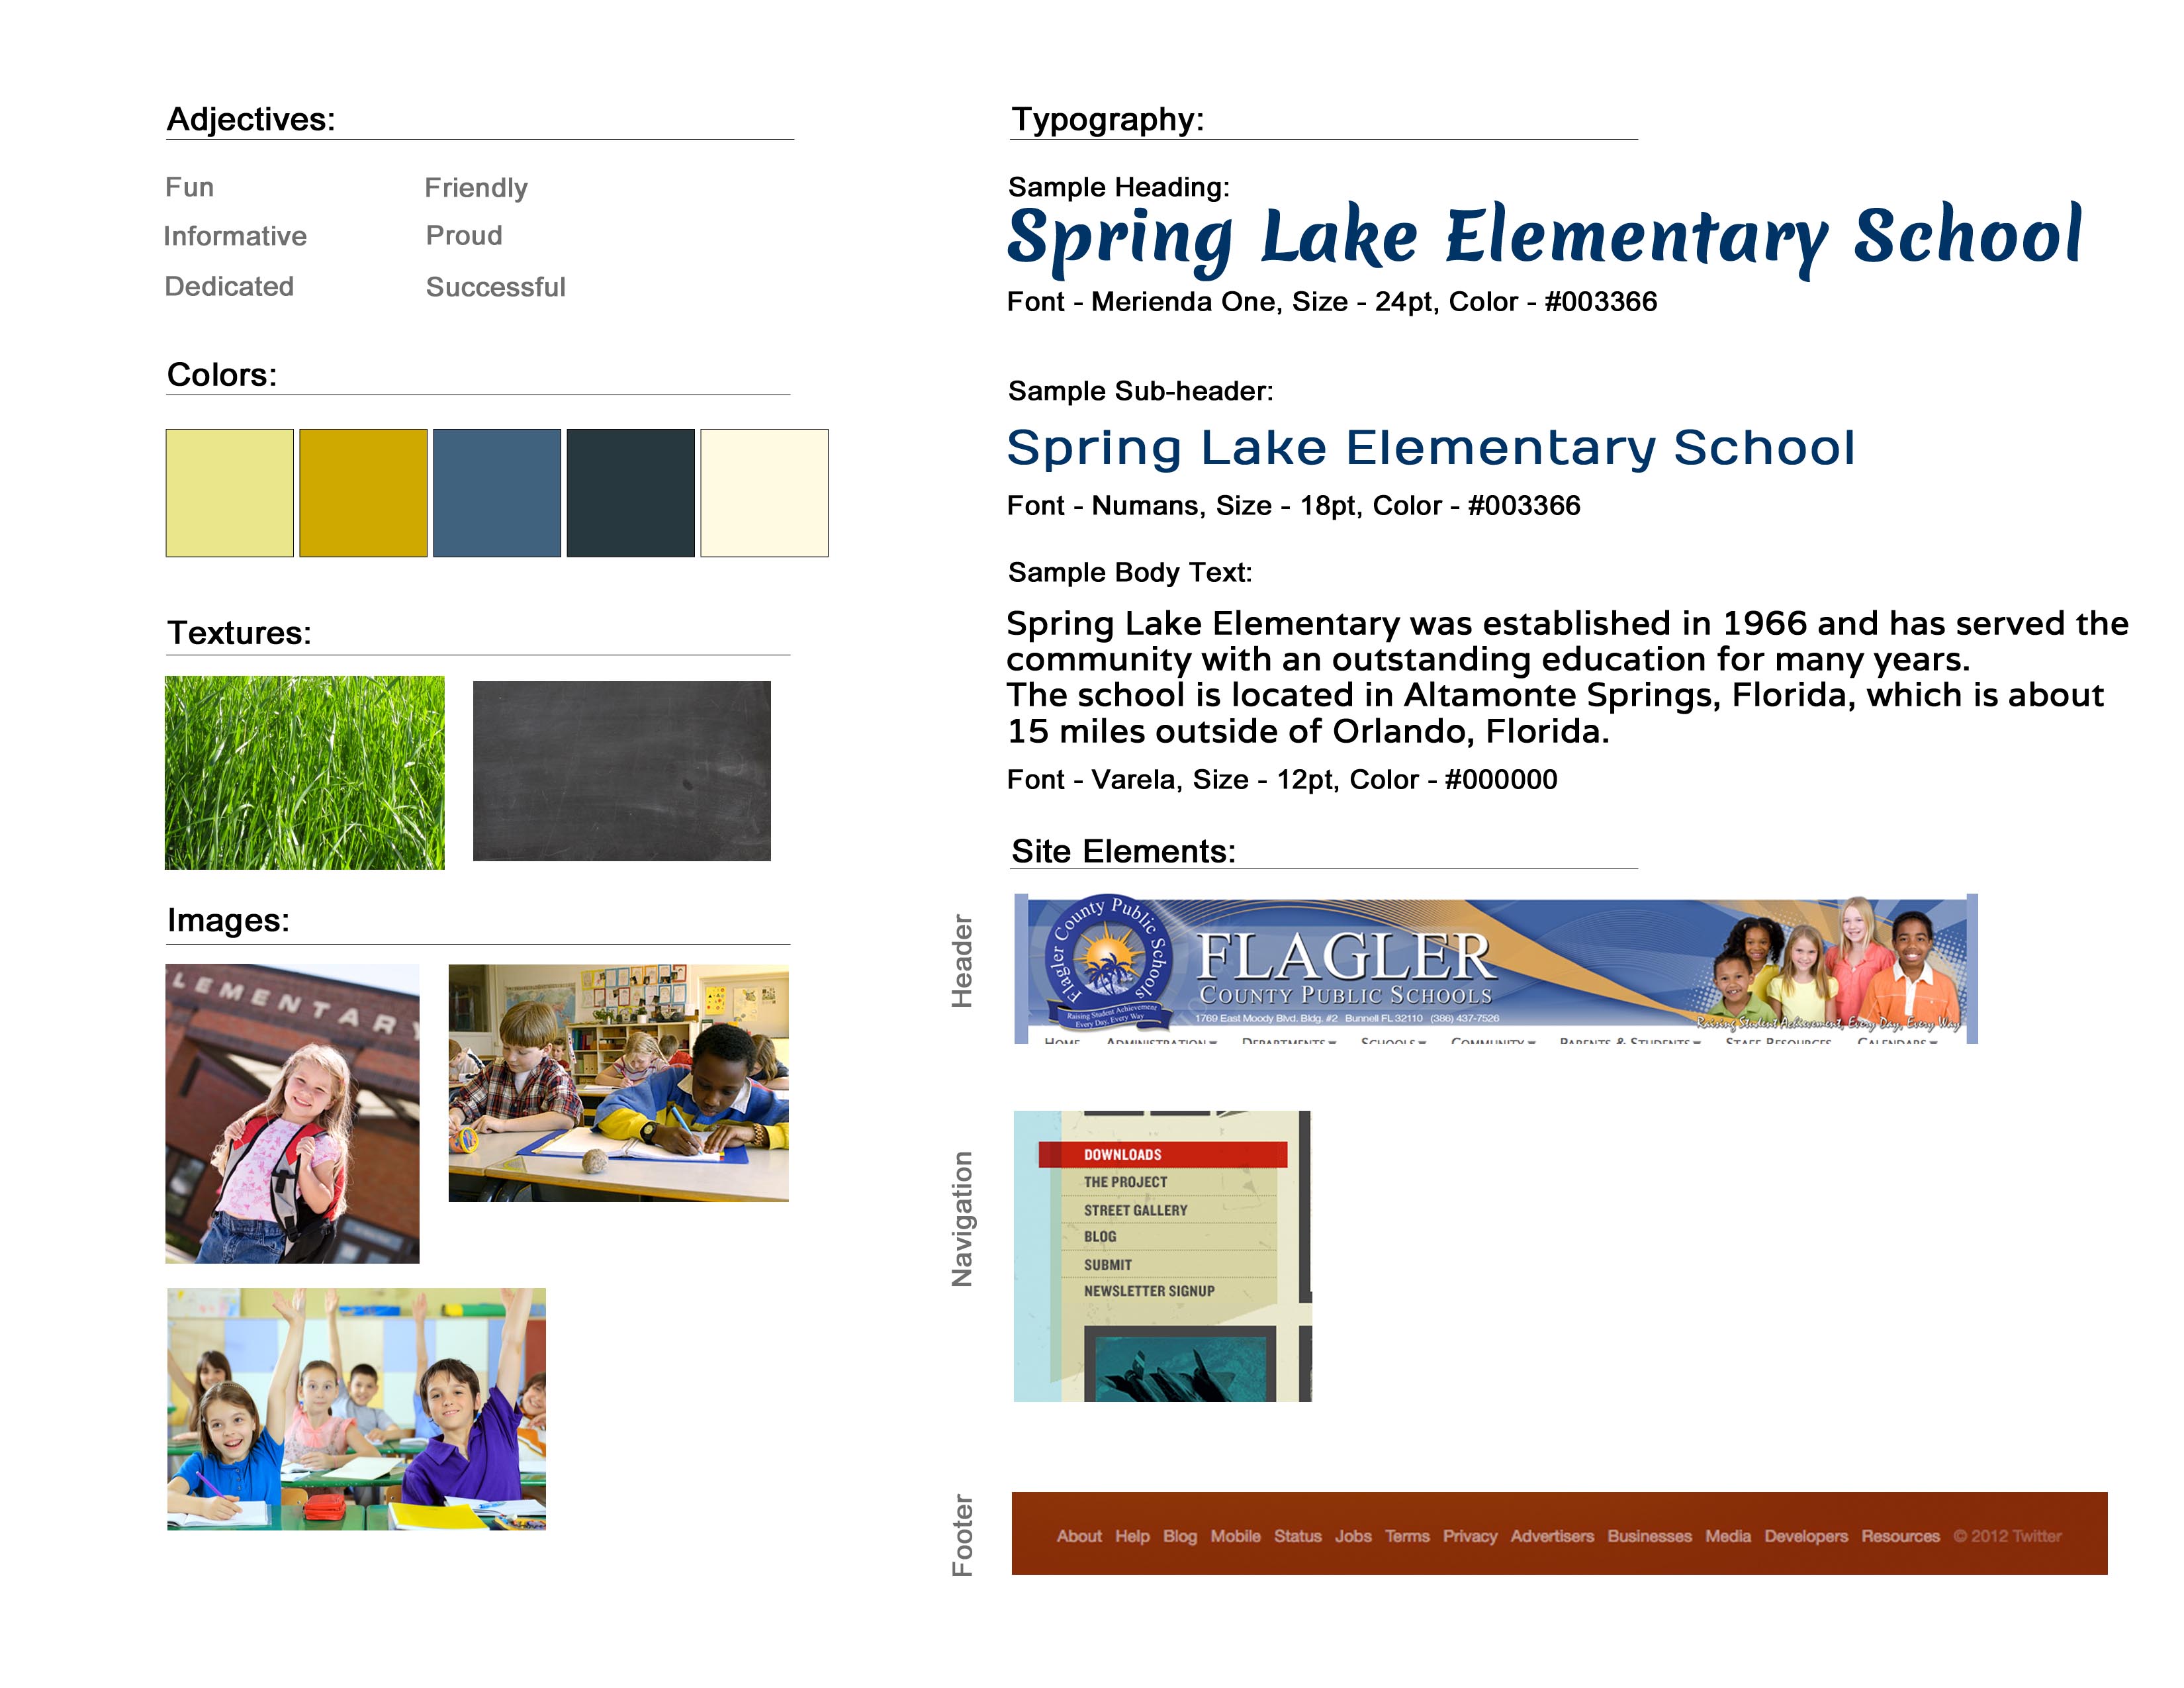 Adjectives:
Fun
Friendly
Informative
Proud
Dedicated
Successful
Colors:
Textures:
Images:
LEMENTARY
Typography:
Sample Heading:
Spring Lake Elementary School
Font - Merienda One, Size - 24pt, Color - #003366
Sample Sub-header:
Spring Lake Elementary School
Font - Numans, Size - 18pt, Color - #003366
Sample Body Text:
Spring Lake Elementary was established in 1966 and has served the
community with an outstanding education for many years.
The school is located in Altamonte Springs, Florida, which is about
15 miles outside of Orlando, Florida.
Font - Varela, Size - 12pt, Color - #000000
Site Elements:
Header
Flagler County Public Schools
Raising Student Achievement
Every Day, Every Way
FLAGLER
COUNTY PUBLIC SCHOOLS
1769 East Moody Blvd. Bldg. #2 Bunnell FL 32110 (386) 437-7526
Raising Student Achievement, Every Day, Every Way
HOME ADMINISTRATION DEPARTMENTS SCHOOLS COMMUNITY PARENTS & STUDENTS STAFF RESOURCES CALENDARS
Navigation
DOWNLOADS
THE PROJECT
STREET GALLERY
BLOG
SUBMIT
NEWSLETTER SIGNUP
Footer
About Help Blog Mobile Status Jobs Terms Privacy Advertisers Businesses Media Developers Resources © 2012 Twitter